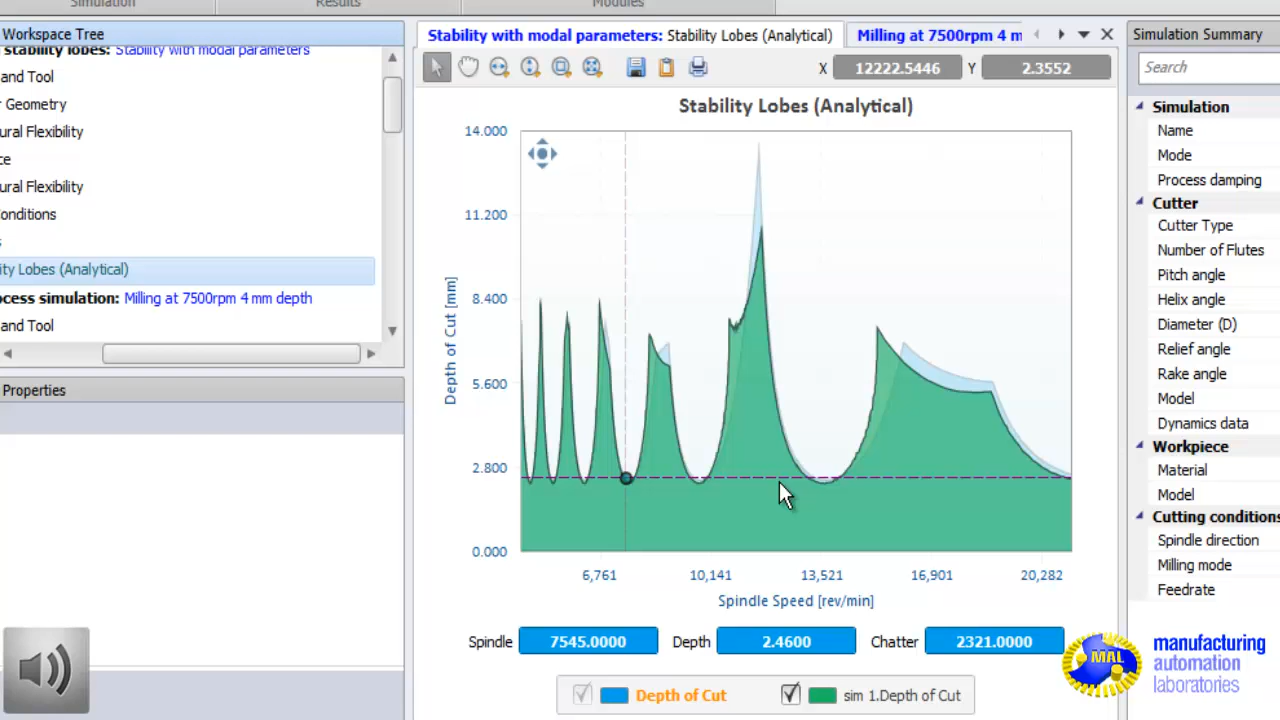 Simulation
Results
Modules
Workspace Tree
stability lobes: Stability with modal parameters
and Tool
Geometry
ural Flexibility
ce
ural Flexibility
Conditions
s
ity Lobes (Analytical)
ocess simulation: Milling at 7500rpm 4 mm depth
and Tool
Properties
Stability with modal parameters: Stability Lobes (Analytical)
Milling at 7500rpm 4 m
X 12222.5446 Y 2.3552
Stability Lobes (Analytical)
14.000
11.200
8.400
5.600
2.800
0.000
Depth of Cut [mm]
6,761 10,141 13,521 16,901 20,282
Spindle Speed [rev/min]
Spindle 7545.0000 Depth 2.4600 Chatter 2321.0000
Depth of Cut sim 1.Depth of Cut
Simulation Summary
Search
Simulation
Name
Mode
Process damping
Cutter
Cutter Type
Number of Flutes
Pitch angle
Helix angle
Diameter (D)
Relief angle
Rake angle
Model
Dynamics data
Workpiece
Material
Model
Cutting conditions
Spindle direction
Milling mode
Feedrate
MAL
manufacturing
automation
laboratories